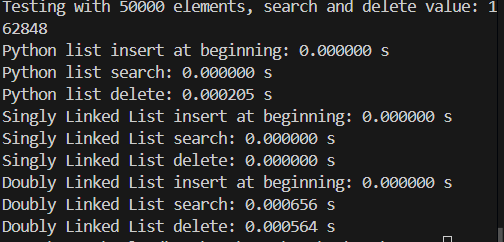 Testing with 50000 elements, search and delete value: 1
62848
Python list insert at beginning: 0.000000 s
Python list search: 0.000000 s
Python list delete: 0.000205 s
Singly Linked List insert at beginning: 0.000000 s
Singly Linked List search: 0.000000 s
Singly Linked List delete: 0.000000 s
Doubly Linked List insert at beginning: 0.000000 s
Doubly Linked List search: 0.000656 s
Doubly Linked List delete: 0.000564 s